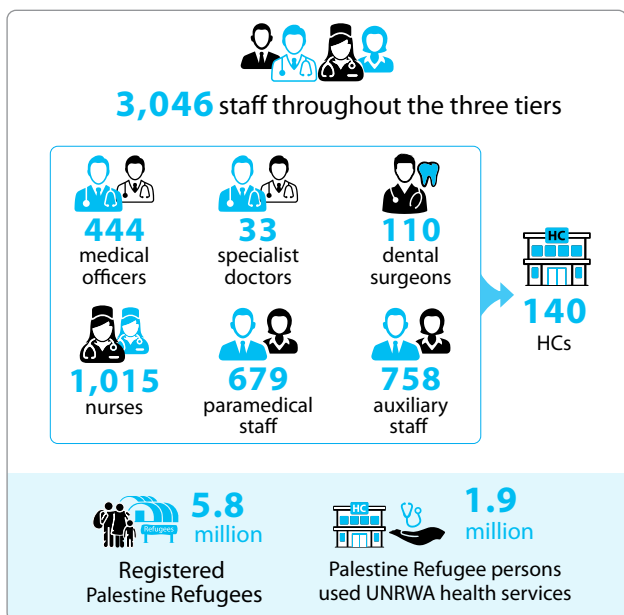 3,046 staff throughout the three tiers
444
medical
officers
33
specialist
doctors
110
dental
surgeons
1,015
nurses
679
paramedical
staff
758
auxiliary
staff
HC
140
HCs
Refugees
5.8
million
Registered
Palestine Refugees
HC
1.9
million
Palestine Refugee persons
used UNRWA health services